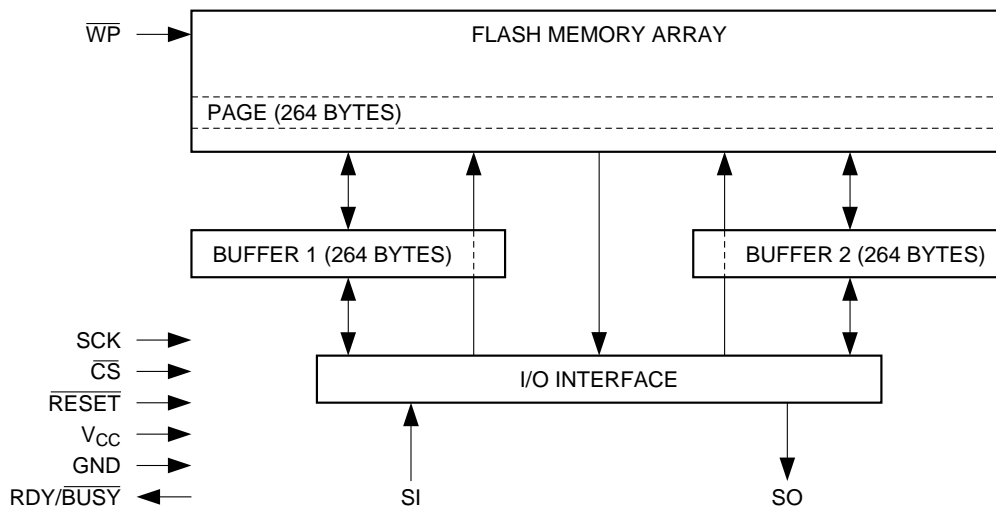 WP
FLASH MEMORY ARRAY
PAGE (264 BYTES)
BUFFER 1 (264 BYTES)
BUFFER 2 (264 BYTES)
SCK
CS
RESET
VCC
GND
RDY/BUSY
I/O INTERFACE
SI
SO